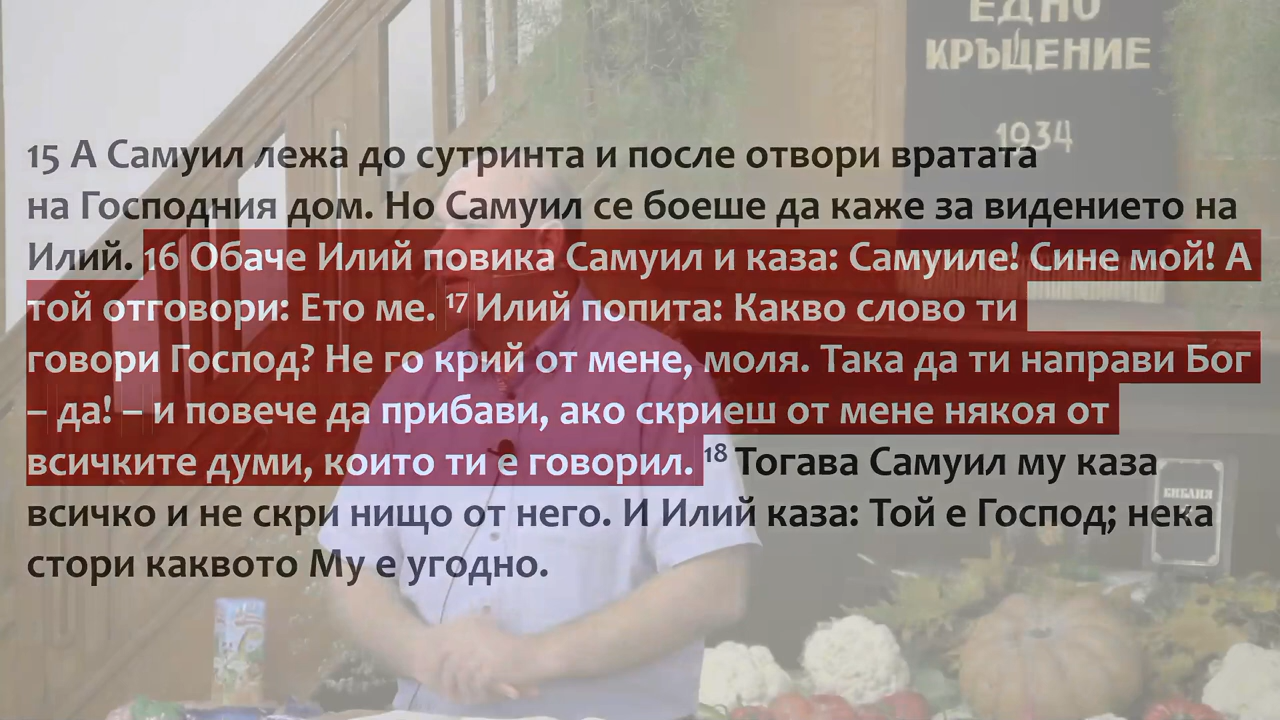 ЕДНО
КРЪЩЕНИЕ
1934
15 А Самуил лежа до сутринта и после отвори вратата
на Господния дом. Но Самуил се боеше да каже за видението на
Илий. 16 Обаче Илий повика Самуил и каза: Самуиле! Сине мой! А
той отговори: Ето ме. 17 Илий попита: Какво слово ти
говори Господ? Не го крий от мене, моля. Така да ти направи Бог
– да! – и повече да прибави, ако скриеш от мене някоя от
всичките думи, които ти е говорил. 18 Тогава Самуил му каза
всичко и не скри нищо от него. И Илий каза: Той е Господ; нека
стори каквото Му е угодно.
БИБЛИЯ